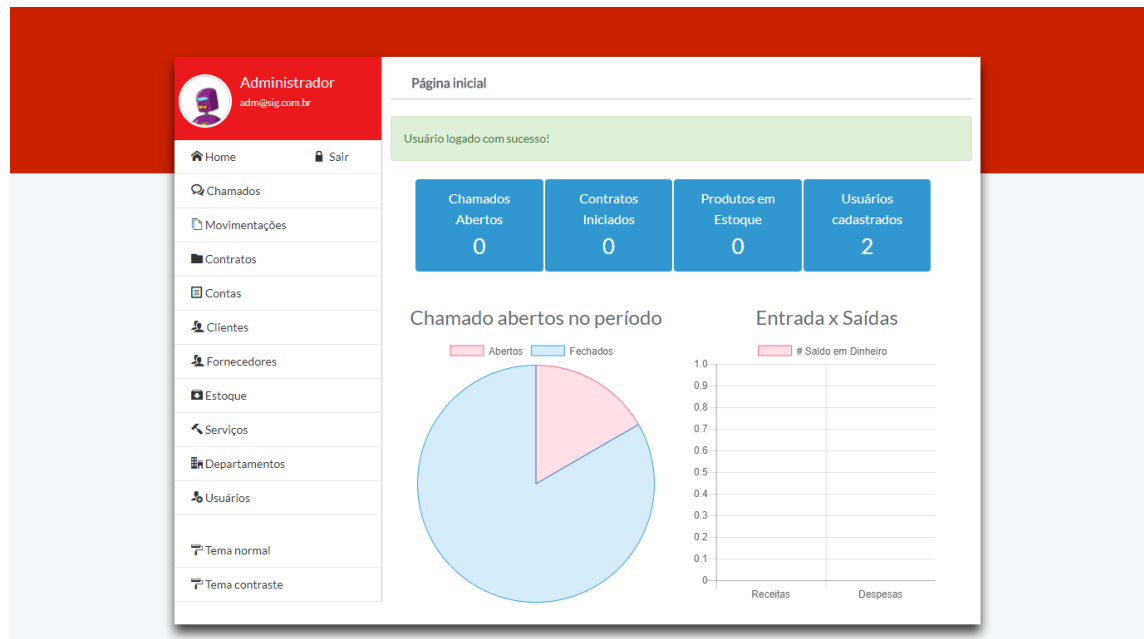 Administrador
adm@sig.com.br
Home
Sair
Chamados
Movimentações
Contratos
Contas
Clientes
Fornecedores
Estoque
Serviços
Departamentos
Usuários
Tema normal
Tema contraste
Página inicial
Usuário logado com sucesso!
Chamados
Abertos
0
Contratos
Iniciados
0
Produtos em
Estoque
0
Usuários
cadastrados
2
Chamado abertos no período
Abertos
Fechados
Entrada x Saídas
# Saldo em Dinheiro
1.0
0.9
0.8
0.7
0.6
0.5
0.4
0.3
0.2
0.1
0
Receitas
Despesas